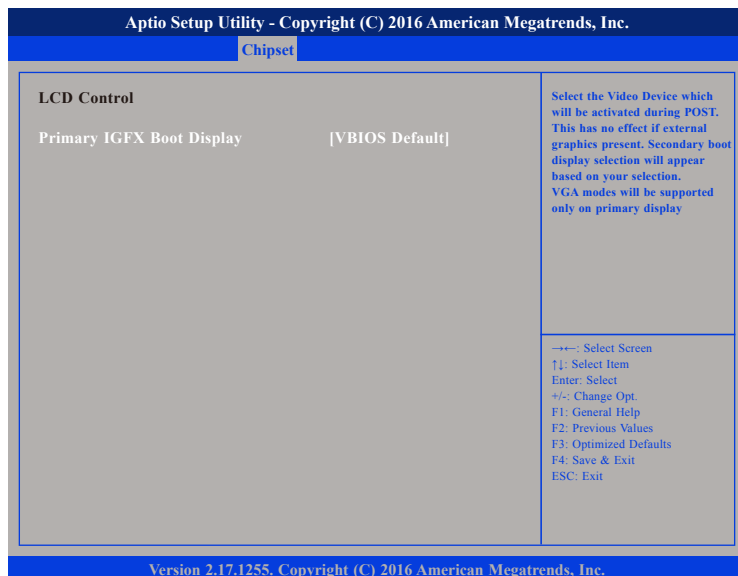 Aptio Setup Utility - Copyright (C) 2016 American Megatrends, Inc.
Chipset
LCD Control
Primary IGFX Boot Display [VBIOS Default]
Select the Video Device which
will be activated during POST.
This has no effect if external
graphics present. Secondary boot
display selection will appear
based on your selection.
VGA modes will be supported
only on primary display
→←: Select Screen
↑↓: Select Item
Enter: Select
+/-: Change Opt.
F1: General Help
F2: Previous Values
F3: Optimized Defaults
F4: Save & Exit
ESC: Exit
Version 2.17.1255. Copyright (C) 2016 American Megatrends, Inc.